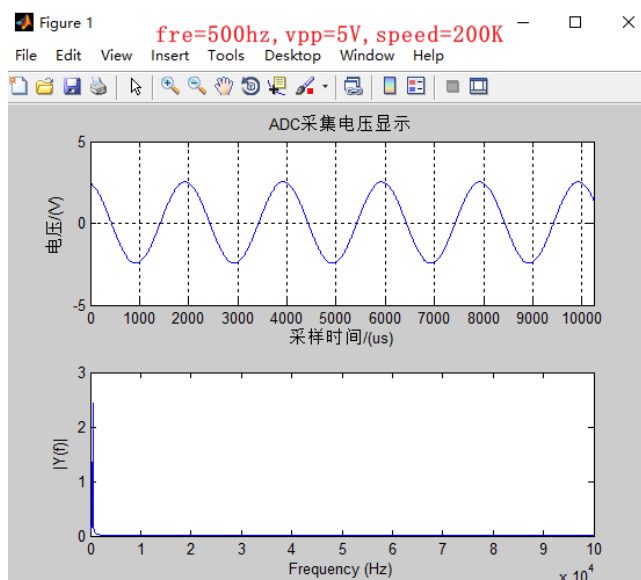 Figure 1
fre=500hz,vpp=5V,speed=200K
File Edit View Insert Tools Desktop Window Help
ADC采集电压显示
5
0
-5
电压/(V)
0 1000 2000 3000 4000 5000 6000 7000 8000 9000 10000
采样时间/(us)
3
2
1
0
|Y(f)|
0 1 2 3 4 5 6 7 8 9 10
Frequency (Hz)
x 10^4